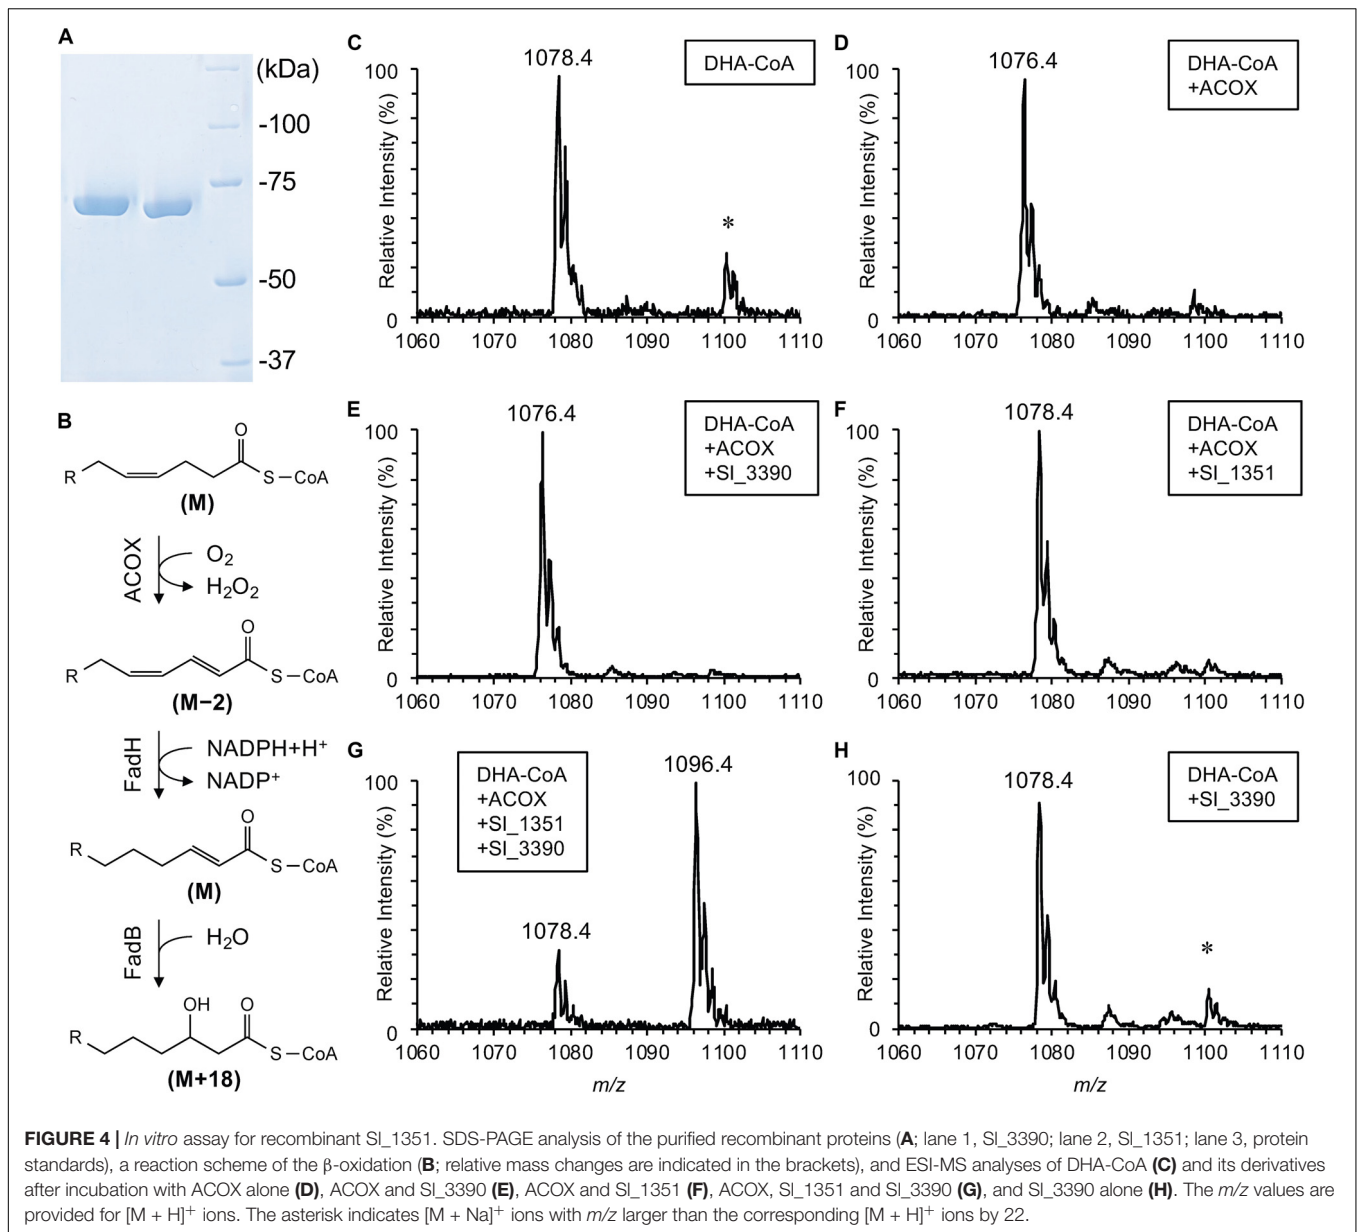 A
(kDa)
-100
-75
-50
-37
B
O
R
S–CoA
(M)
ACOX
O2
H2O2
O
R
S–CoA
(M−2)
FadH
NADPH+H+
NADP+
O
R
S–CoA
(M)
FadB
H2O
OH
O
R
S–CoA
(M+18)
C
1078.4
DHA-CoA
100
Relative Intensity (%)
*
0
1060 1070 1080 1090 1100 1110
D
1076.4
DHA-CoA
+ACOX
100
Relative Intensity (%)
0
1060 1070 1080 1090 1100 1110
E
1076.4
DHA-CoA
+ACOX
+Sl_3390
100
Relative Intensity (%)
0
1060 1070 1080 1090 1100 1110
F
1078.4
DHA-CoA
+ACOX
+Sl_1351
100
Relative Intensity (%)
0
1060 1070 1080 1090 1100 1110
G
DHA-CoA
+ACOX
+Sl_1351
+Sl_3390
1096.4
1078.4
100
Relative Intensity (%)
0
1060 1070 1080 1090 1100 1110
m/z
H
1078.4
DHA-CoA
+Sl_3390
100
Relative Intensity (%)
*
0
1060 1070 1080 1090 1100 1110
m/z
FIGURE 4 | In vitro assay for recombinant Sl_1351. SDS-PAGE analysis of the purified recombinant proteins (A; lane 1, Sl_3390; lane 2, Sl_1351; lane 3, protein
standards), a reaction scheme of the β-oxidation (B; relative mass changes are indicated in the brackets), and ESI-MS analyses of DHA-CoA (C) and its derivatives
after incubation with ACOX alone (D), ACOX and Sl_3390 (E), ACOX and Sl_1351 (F), ACOX, Sl_1351 and Sl_3390 (G), and Sl_3390 alone (H). The m/z values are
provided for [M + H]+ ions. The asterisk indicates [M + Na]+ ions with m/z larger than the corresponding [M + H]+ ions by 22.